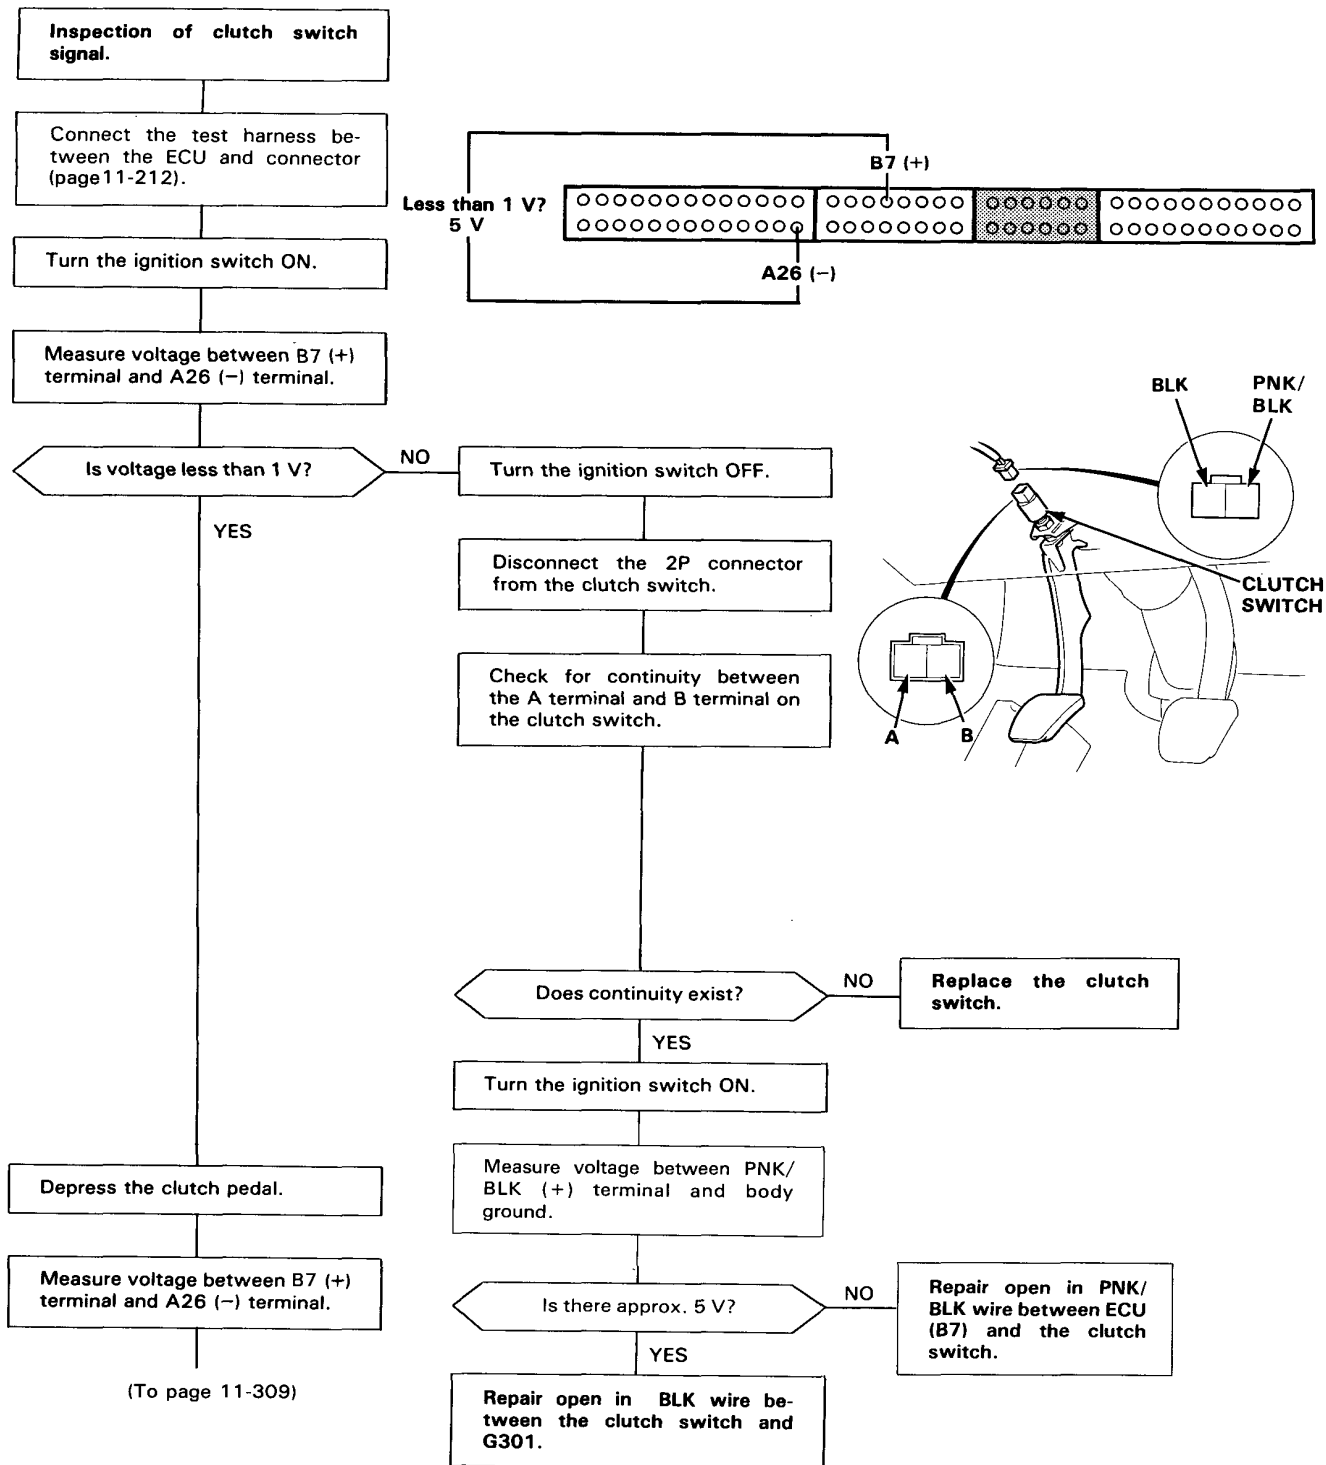 Inspection of clutch switch
signal.
Connect the test harness be-
tween the ECU and connector
(page11-212).
Turn the ignition switch ON.
Measure voltage between B7 (+)
terminal and A26 (−) terminal.
Is voltage less than 1 V?
NO
YES
B7 (+)
Less than 1 V?
5 V
A26 (−)
Turn the ignition switch OFF.
Disconnect the 2P connector
from the clutch switch.
Check for continuity between
the A terminal and B terminal on
the clutch switch.
BLK
PNK/
BLK
CLUTCH
SWITCH
A
B
Does continuity exist?
NO
Replace the clutch
switch.
YES
Turn the ignition switch ON.
Measure voltage between PNK/
BLK (+) terminal and body
ground.
Is there approx. 5 V?
NO
Repair open in PNK/
BLK wire between ECU
(B7) and the clutch
switch.
YES
Repair open in BLK wire be-
tween the clutch switch and
G301.
Depress the clutch pedal.
Measure voltage between B7 (+)
terminal and A26 (−) terminal.
(To page 11-309)